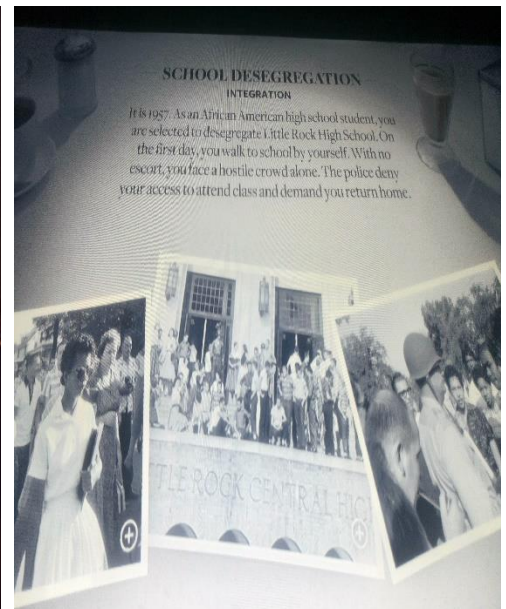 SCHOOL DESEGREGATION
INTEGRATION
It is 1957. As an African American high school student, you
are selected to desegregate Little Rock High School. On
the first day, you walk to school by yourself. With no
escort, you face a hostile crowd alone. The police deny
your access to attend class and demand you return home.
TLE ROCK CENTRAL HIG